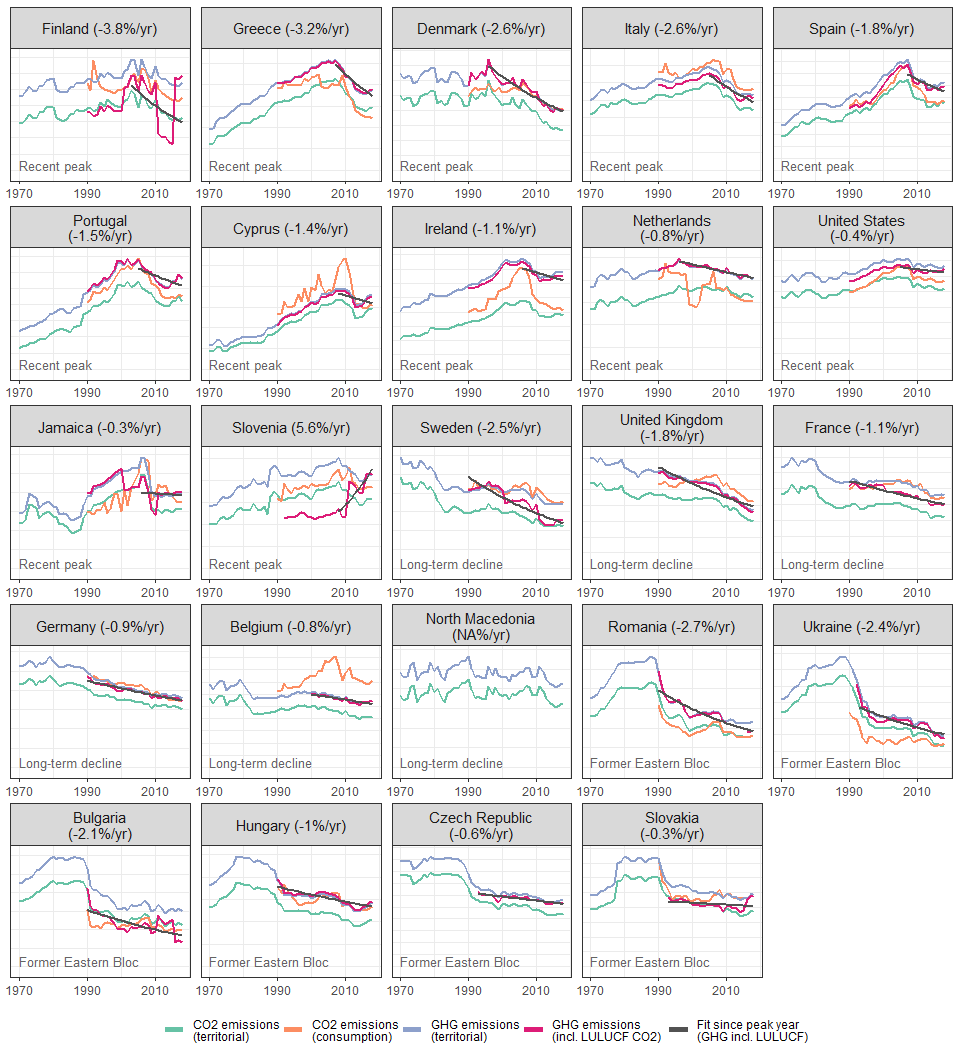 Finland (-3.8%/yr)
Greece (-3.2%/yr)
Denmark (-2.6%/yr)
Italy (-2.6%/yr)
Spain (-1.8%/yr)
Recent peak
Recent peak
Recent peak
Recent peak
Recent peak
1970 1990 2010
1970 1990 2010
1970 1990 2010
1970 1990 2010
1970 1990 2010
Portugal
(-1.5%/yr)
Cyprus (-1.4%/yr)
Ireland (-1.1%/yr)
Netherlands
(-0.8%/yr)
United States
(-0.4%/yr)
Recent peak
Recent peak
Recent peak
Recent peak
Recent peak
1970 1990 2010
1970 1990 2010
1970 1990 2010
1970 1990 2010
1970 1990 2010
Jamaica (-0.3%/yr)
Slovenia (5.6%/yr)
Sweden (-2.5%/yr)
United Kingdom
(-1.8%/yr)
France (-1.1%/yr)
Recent peak
Recent peak
Long-term decline
Long-term decline
Long-term decline
1970 1990 2010
1970 1990 2010
1970 1990 2010
1970 1990 2010
1970 1990 2010
Germany (-0.9%/yr)
Belgium (-0.8%/yr)
North Macedonia
(NA%/yr)
Romania (-2.7%/yr)
Ukraine (-2.4%/yr)
Long-term decline
Long-term decline
Long-term decline
Former Eastern Bloc
Former Eastern Bloc
1970 1990 2010
1970 1990 2010
1970 1990 2010
1970 1990 2010
1970 1990 2010
Bulgaria
(-2.1%/yr)
Hungary (-1%/yr)
Czech Republic
(-0.6%/yr)
Slovakia
(-0.3%/yr)
Former Eastern Bloc
Former Eastern Bloc
Former Eastern Bloc
Former Eastern Bloc
1970 1990 2010
1970 1990 2010
1970 1990 2010
1970 1990 2010
CO2 emissions
(territorial)
CO2 emissions
(consumption)
GHG emissions
(territorial)
GHG emissions
(incl. LULUCF CO2)
Fit since peak year
(GHG incl. LULUCF)